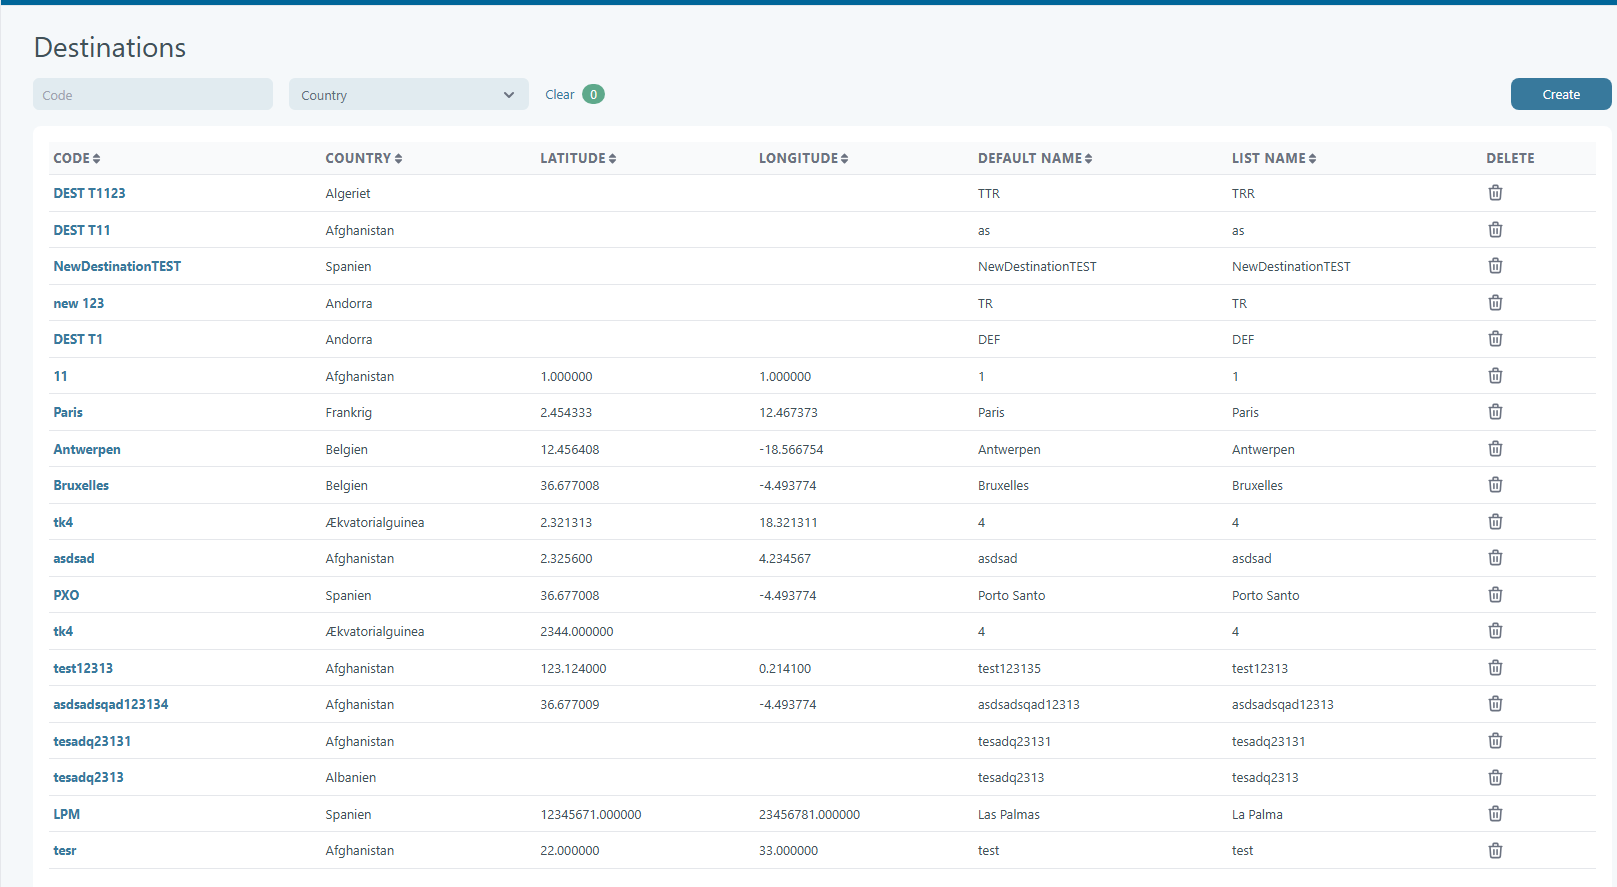 Destinations
Code Country Clear 0 Create
CODE COUNTRY LATITUDE LONGITUDE DEFAULT NAME LIST NAME DELETE
DEST T1123 Algeriet TTR TRR
DEST T11 Afghanistan as as
NewDestinationTEST Spanien NewDestinationTEST NewDestinationTEST
new 123 Andorra TR TR
DEST T1 Andorra DEF DEF
11 Afghanistan 1.000000 1.000000 1 1
Paris Frankrig 2.454333 12.467373 Paris Paris
Antwerpen Belgien 12.456408 -18.566754 Antwerpen Antwerpen
Bruxelles Belgien 36.677008 -4.493774 Bruxelles Bruxelles
tk4 Ækvatorialguinea 2.321313 18.321311 4 4
asdsad Afghanistan 2.325600 4.234567 asdsad asdsad
PXO Spanien 36.677008 -4.493774 Porto Santo Porto Santo
tk4 Ækvatorialguinea 2344.000000 4 4
test12313 Afghanistan 123.124000 0.214100 test123135 test12313
asdsadsqad123134 Afghanistan 36.677009 -4.493774 asdsadsqad12313 asdsadsqad12313
tesadq23131 Afghanistan tesadq23131 tesadq23131
tesadq2313 Albanien tesadq2313 tesadq2313
LPM Spanien 12345671.000000 23456781.000000 Las Palmas La Palma
tesr Afghanistan 22.000000 33.000000 test test